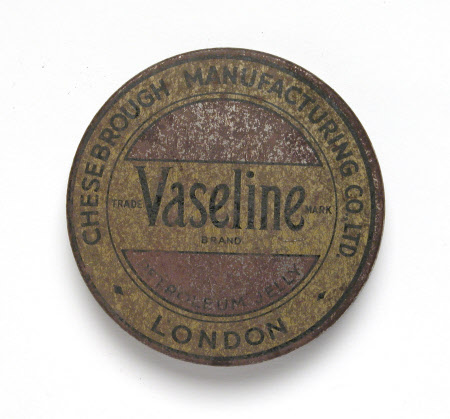 CHESEBROUGH MANUFACTURING CO. LTD.
TRADE Vaseline MARK
BRAND
PETROLEUM JELLY
LONDON